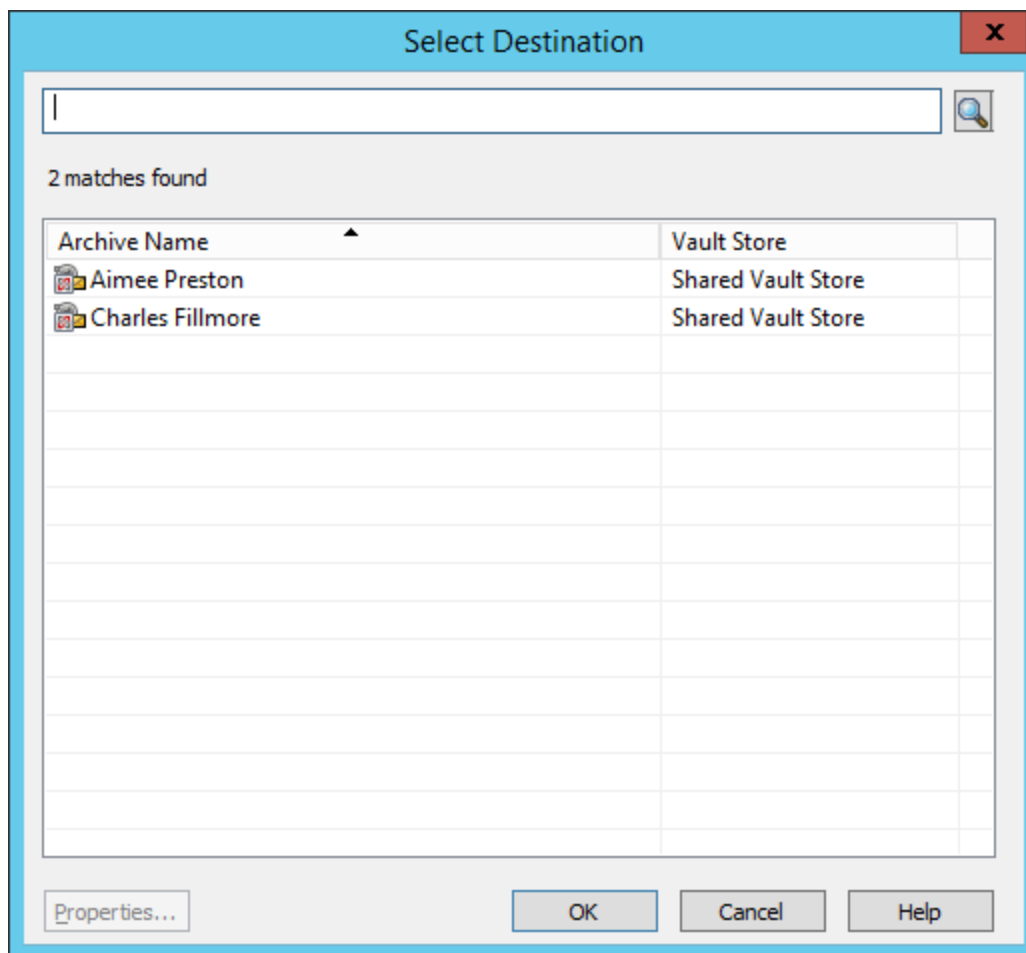 Select Destination
x
2 matches found
Archive Name Vault Store
Aimee Preston Shared Vault Store
Charles Fillmore Shared Vault Store
Properties... OK Cancel Help